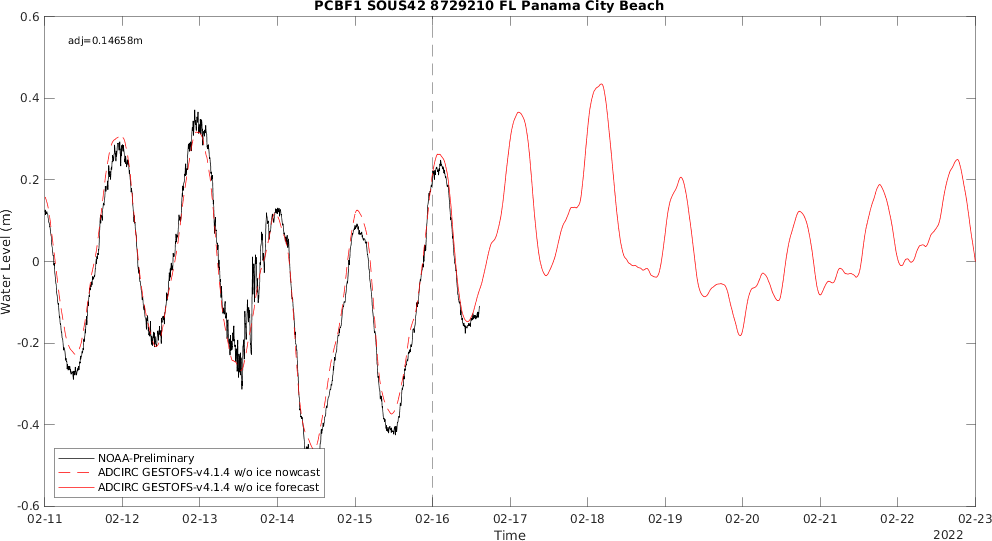 PCBF1 SOUS42 8729210 FL Panama City Beach
adj=0.14658m
0.6
0.4
0.2
0
-0.2
-0.4
-0.6
Water Level (m)
NOAA-Preliminary
ADCIRC GESTOFS-v4.1.4 w/o ice nowcast
ADCIRC GESTOFS-v4.1.4 w/o ice forecast
02-11 02-12 02-13 02-14 02-15 02-16 02-17 02-18 02-19 02-20 02-21 02-22 02-23
Time
2022